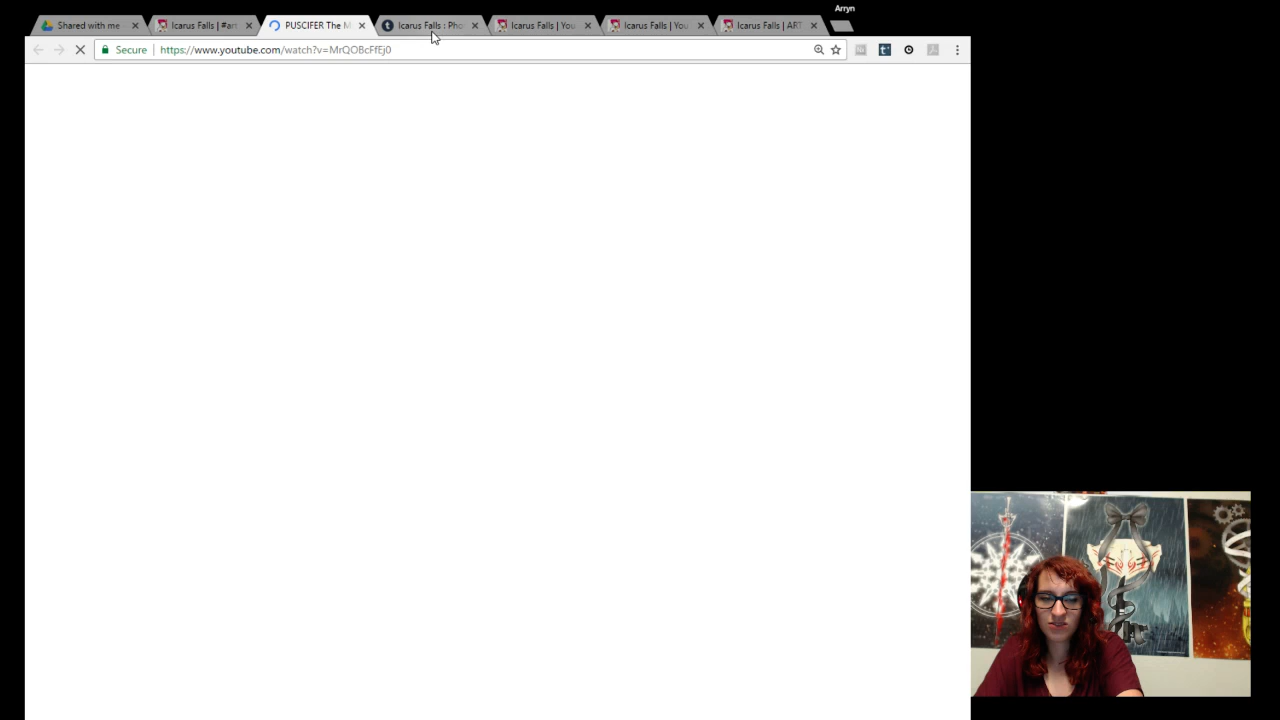 Arryn
Shared with me
Icarus Falls | #art
PUSCIFER The M
Icarus Falls : Pho
Icarus Falls | You
Icarus Falls | You
Icarus Falls | ART
Secure
https://www.youtube.com/watch?v=MrQOBcFfEj0